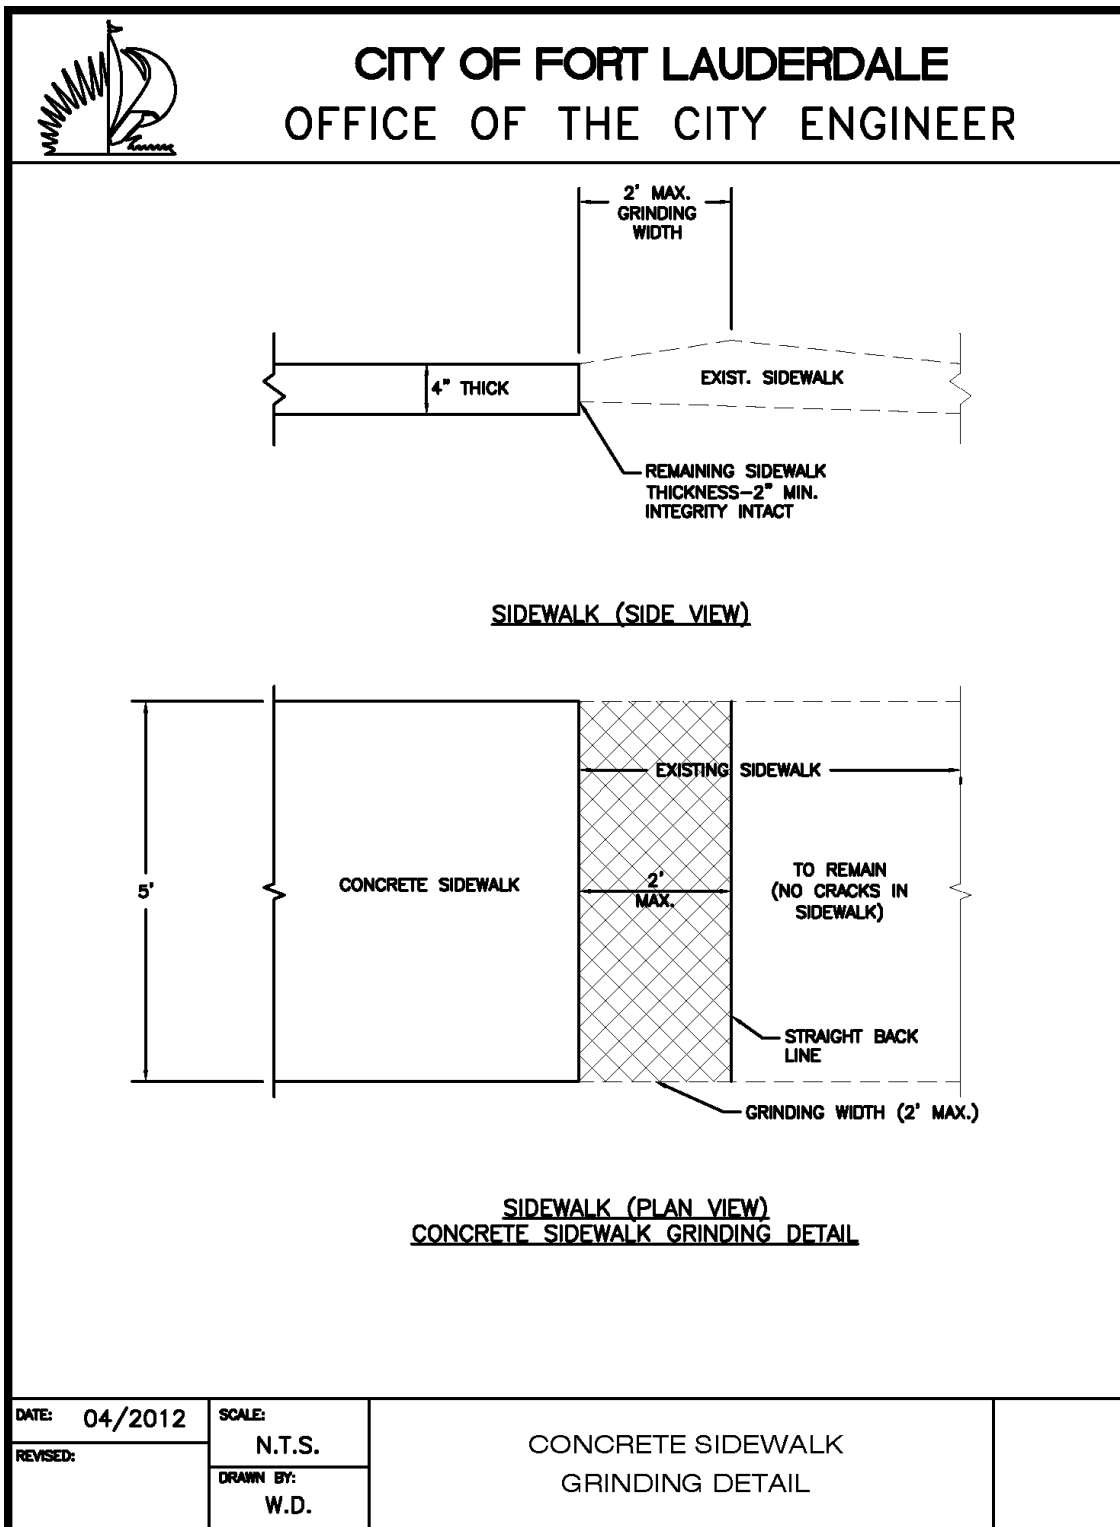 CITY OF FORT LAUDERDALE
OFFICE OF THE CITY ENGINEER
2' MAX.
GRINDING
WIDTH
4" THICK
EXIST. SIDEWALK
REMAINING SIDEWALK
THICKNESS-2" MIN.
INTEGRITY INTACT
SIDEWALK (SIDE VIEW)
EXISTING SIDEWALK
5'
CONCRETE SIDEWALK
2'
MAX.
TO REMAIN
(NO CRACKS IN
SIDEWALK)
STRAIGHT BACK
LINE
GRINDING WIDTH (2' MAX.)
SIDEWALK (PLAN VIEW)
CONCRETE SIDEWALK GRINDING DETAIL
DATE: 04/2012
REVISED:
SCALE:
N.T.S.
DRAWN BY:
W.D.
CONCRETE SIDEWALK
GRINDING DETAIL